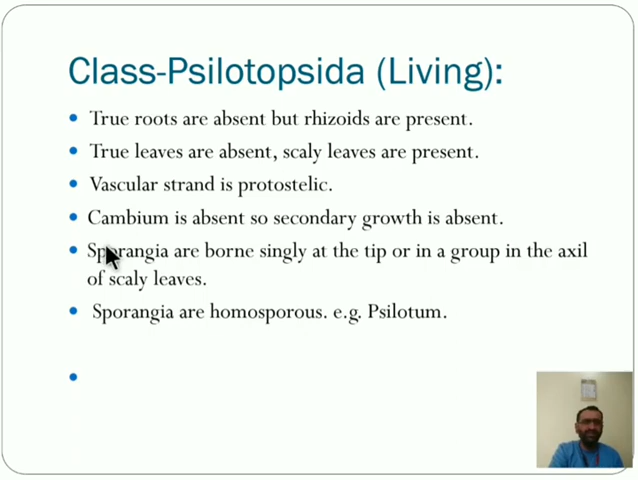 Class-Psilotopsida (Living):
True roots are absent but rhizoids are present.
True leaves are absent, scaly leaves are present.
Vascular strand is protostelic.
Cambium is absent so secondary growth is absent.
Sporangia are borne singly at the tip or in a group in the axil
of scaly leaves.
Sporangia are homosporous. e.g. Psilotum.